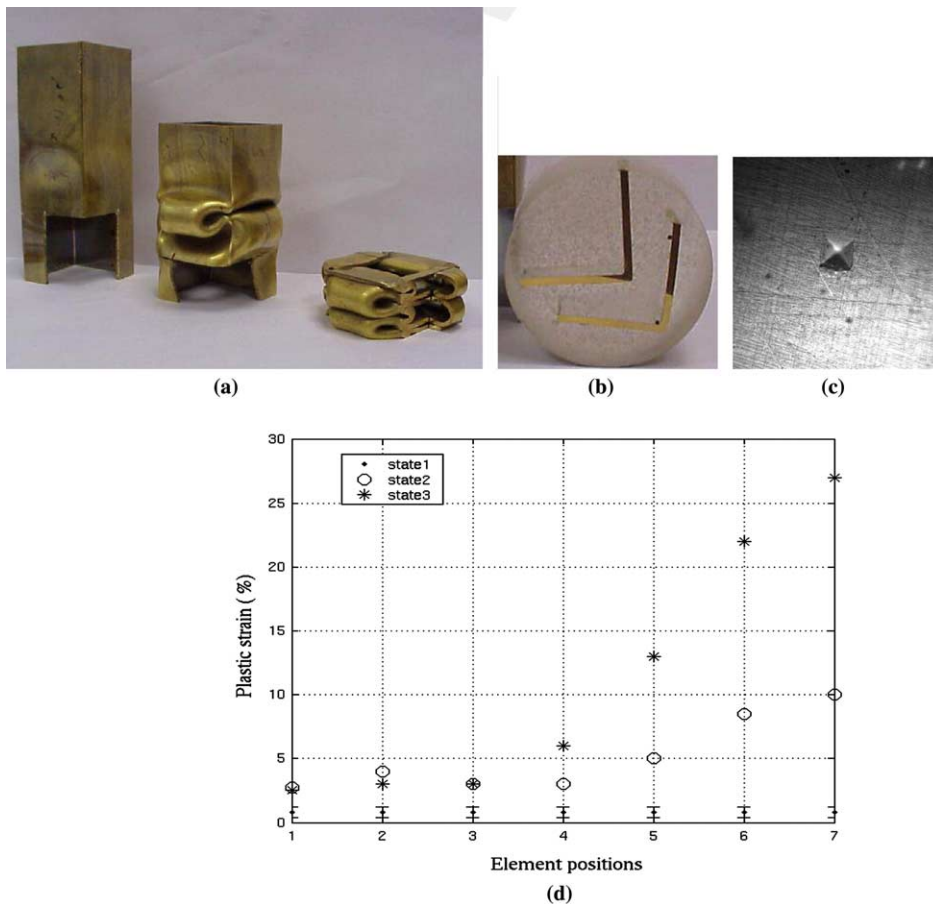 (a)
(b)
(c)
30
25
20
15
10
5
0
Plastic strain ( %)
state1
state2
state3
1 2 3 4 5 6 7
Element positions
(d)